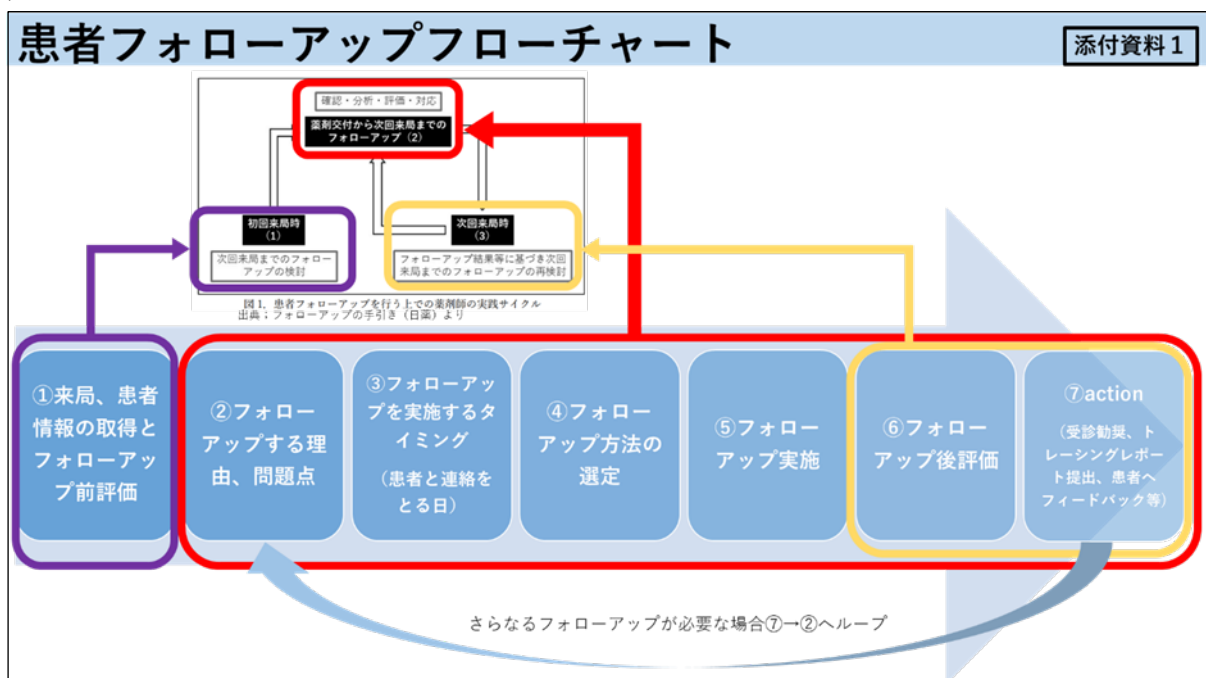 患者フォローアップフローチャート
添付資料1
確認・分析・評価・対応
薬剤交付から次回来局までの
フォローアップ（2）
初回来局時
（1）
次回来局までのフォロー
アップの検討
次回来局時
（3）
フォローアップ結果等に基づき次回
来局までのフォローアップの再検討
図1．患者フォローアップを行う上での薬剤師の実践サイクル
出典；フォローアップの手引き（日薬）より
①来局、患者
情報の取得と
フォローアッ
プ前評価
②フォロー
アップする理
由、問題点
③フォローアッ
プを実施するタ
イミング
（患者と連絡を
とる日）
④フォロー
アップ方法の
選定
⑤フォロー
アップ実施
⑥フォロー
アップ後評価
⑦action
（受診勧奨、ト
レーシングレポー
ト提出、患者へ
フィードバック等）
さらなるフォローアップが必要な場合⑦→②へループ